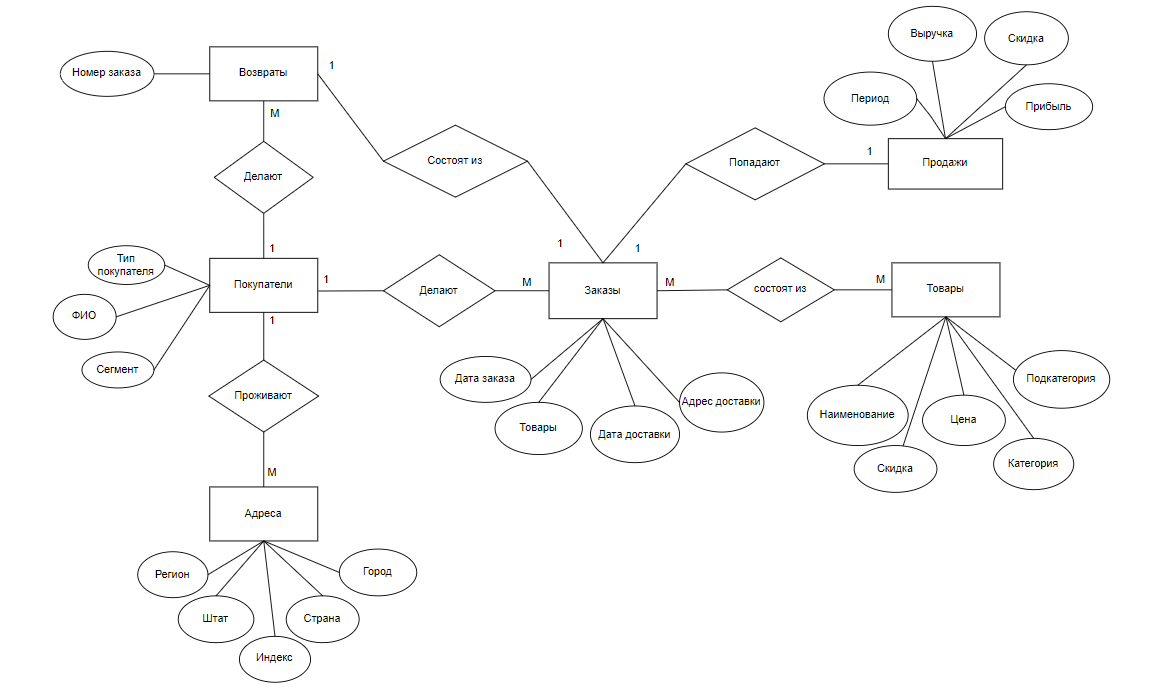 Выручка
Скидка
Номер заказа
Возвраты
1
Период
Прибыль
М
Состоят из
Попадают
1
Продажи
Делают
1
1
1
Тип
покупателя
Покупатели
1
Делают
М
Заказы
М
состоят из
М
Товары
ФИО
1
Сегмент
Проживают
Дата заказа
Товары
Дата доставки
Адрес доставки
Наименование
Скидка
Цена
Категория
Подкатегория
М
Адреса
Регион
Штат
Индекс
Страна
Город